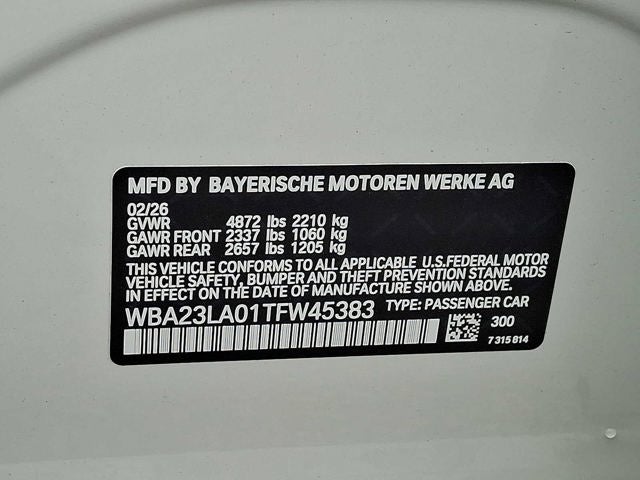 MFD BY BAYERISCHE MOTOREN WERKE AG
02/26
GVWR 4872 lbs 2210 kg
GAWR FRONT 2337 lbs 1060 kg
GAWR REAR 2657 lbs 1205 kg
THIS VEHICLE CONFORMS TO ALL APPLICABLE U.S.FEDERAL MOTOR
VEHICLE SAFETY, BUMPER AND THEFT PREVENTION STANDARDS
IN EFFECT ON THE DATE OF MANUFACTURE SHOWN ABOVE.
WBA23LA01TFW45383 TYPE: PASSENGER CAR
300
7 315 814